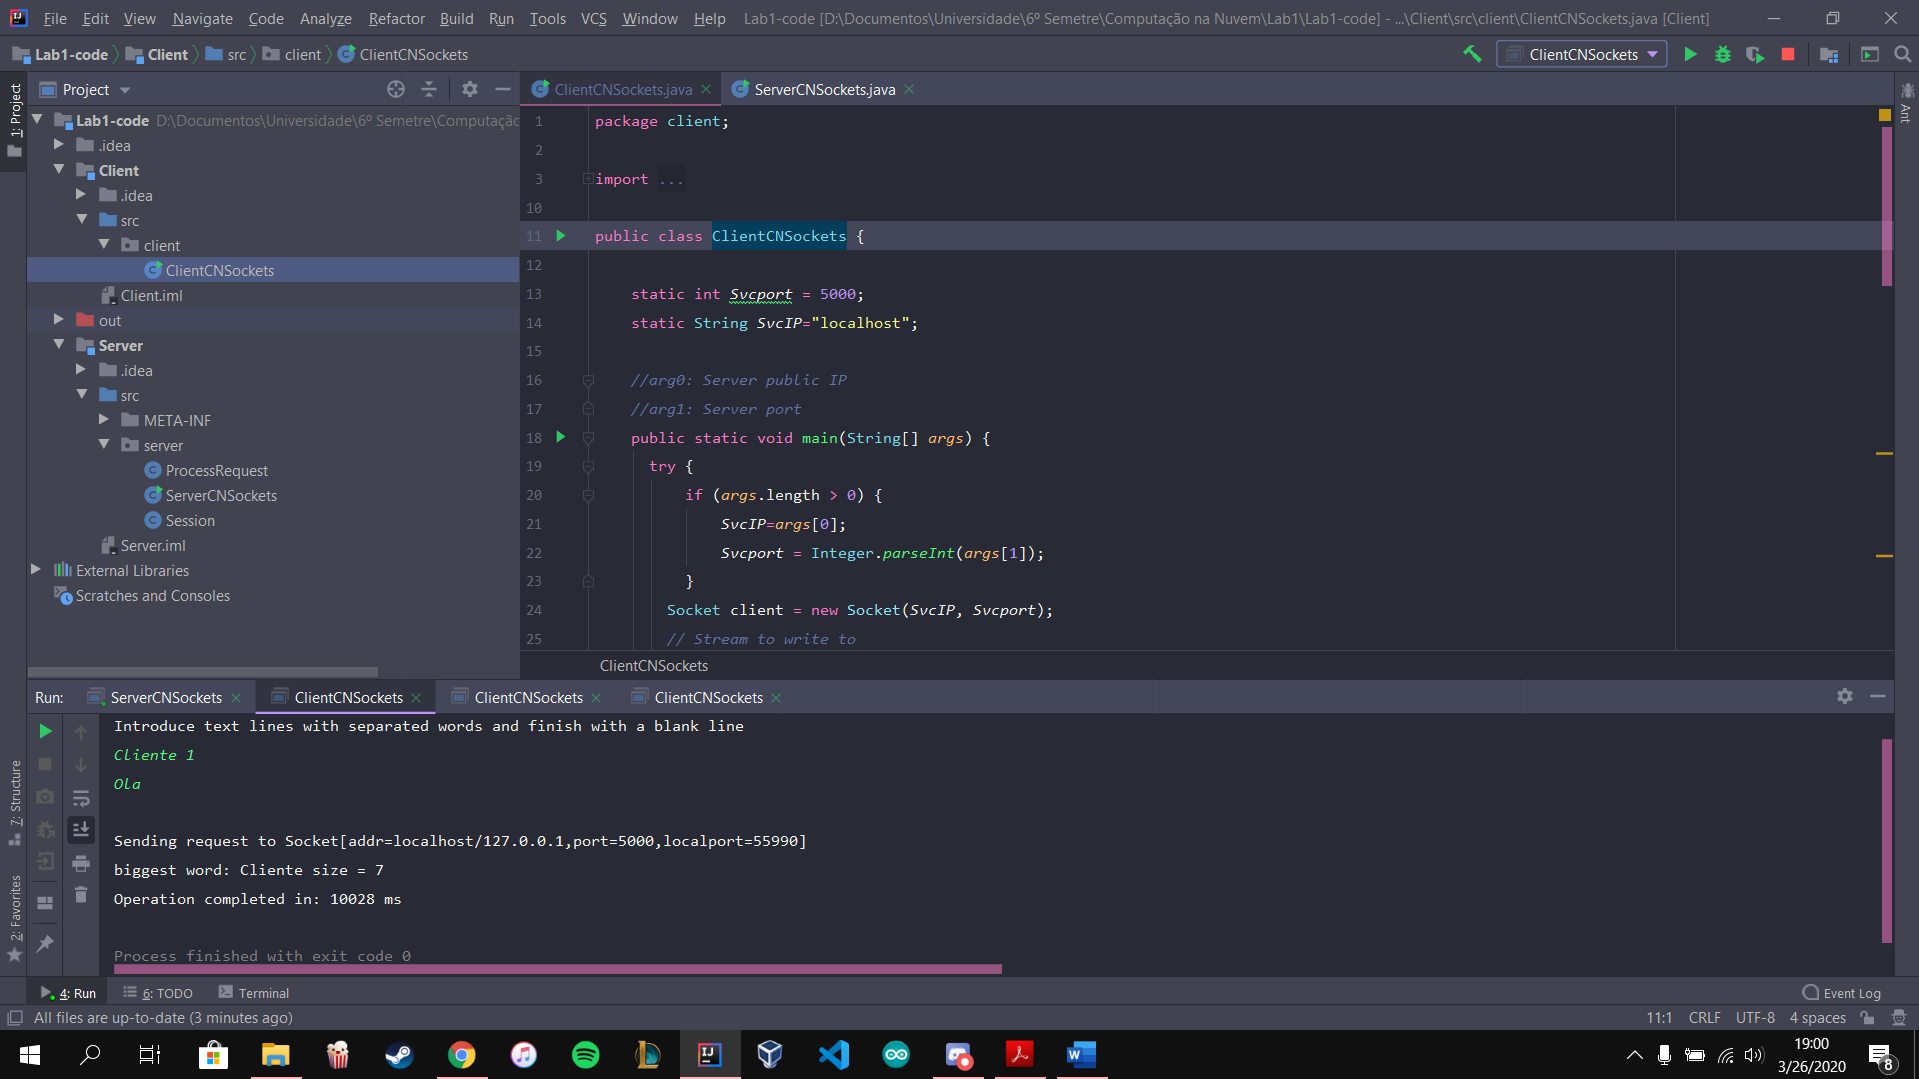 File Edit View Navigate Code Analyze Refactor Build Run Tools VCS Window Help Lab1-code [D:\Documentos\Universidade\6º Semetre\Computação na Nuvem\Lab1\Lab1-code] - ...\Client\src\client\ClientCNSockets.java [Client]
Lab1-code Client src client ClientCNSockets
ClientCNSockets
Project
ClientCNSockets.java ServerCNSockets.java
1: Project
Ant
Lab1-code D:\Documentos\Universidade\6º Semetre\Computação
.idea
Client
.idea
src
client
ClientCNSockets
Client.iml
out
Server
.idea
src
META-INF
server
ProcessRequest
ServerCNSockets
Session
Server.iml
External Libraries
Scratches and Consoles
1 package client;
2
3 import ...
10
11 public class ClientCNSockets {
12
13 static int Svcport = 5000;
14 static String SvcIP="localhost";
15
16 //arg0: Server public IP
17 //arg1: Server port
18 public static void main(String[] args) {
19 try {
20 if (args.length > 0) {
21 SvcIP=args[0];
22 Svcport = Integer.parseInt(args[1]);
23 }
24 Socket client = new Socket(SvcIP, Svcport);
25 // Stream to write to
ClientCNSockets
Run: ServerCNSockets ClientCNSockets ClientCNSockets ClientCNSockets
Introduce text lines with separated words and finish with a blank line
Cliente 1
Ola
Sending request to Socket[addr=localhost/127.0.0.1,port=5000,localport=55990]
biggest word: Cliente size = 7
Operation completed in: 10028 ms
Process finished with exit code 0
7: Structure
2: Favorites
4: Run 6: TODO Terminal Event Log
All files are up-to-date (3 minutes ago) 11:1 CRLF UTF-8 4 spaces
19:00
3/26/2020
8